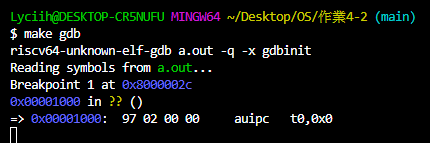 Lyciih@DESKTOP-CR5NUFU MINGW64 ~/Desktop/OS/作業4-2 (main)
$ make gdb
riscv64-unknown-elf-gdb a.out -q -x gdbinit
Reading symbols from a.out...
Breakpoint 1 at 0x8000002c
0x00001000 in ?? ()
=> 0x00001000:  97 02 00 00     auipc   t0,0x0